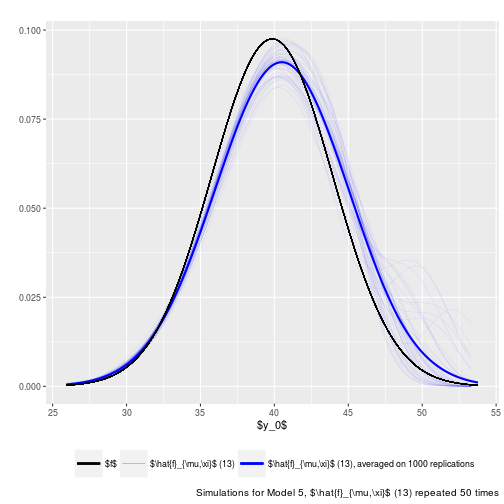 0.100
0.075
0.050
0.025
0.000
25 30 35 40 45 50 55
$y_0$
$f$ $\hat{f}_{\mu,\xi}$ (13) $\hat{f}_{\mu,\xi}$ (13), averaged on 1000 replications
Simulations for Model 5, $\hat{f}_{\mu,\xi}$ (13) repeated 50 times